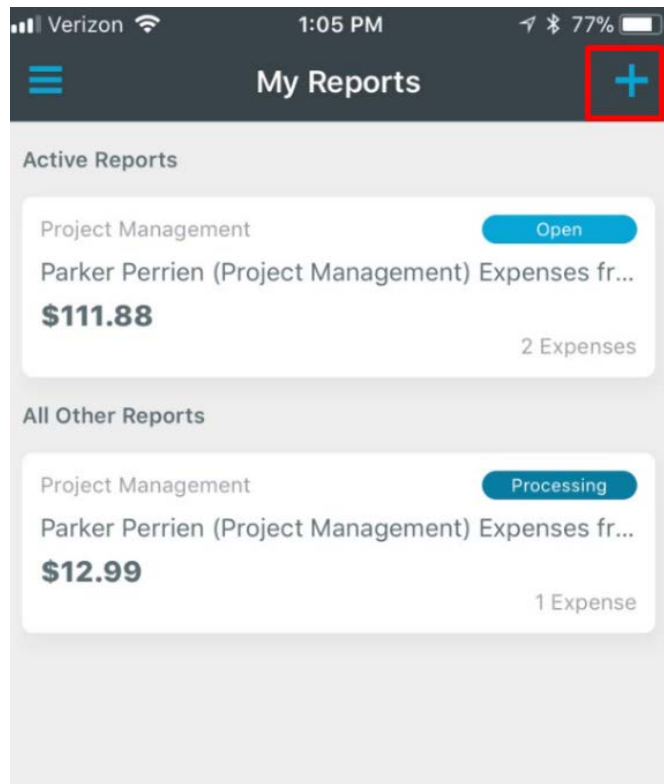 Verizon 1:05 PM 77%
My Reports
Active Reports
Project Management Open
Parker Perrien (Project Management) Expenses fr...
$111.88
2 Expenses
All Other Reports
Project Management Processing
Parker Perrien (Project Management) Expenses fr...
$12.99
1 Expense